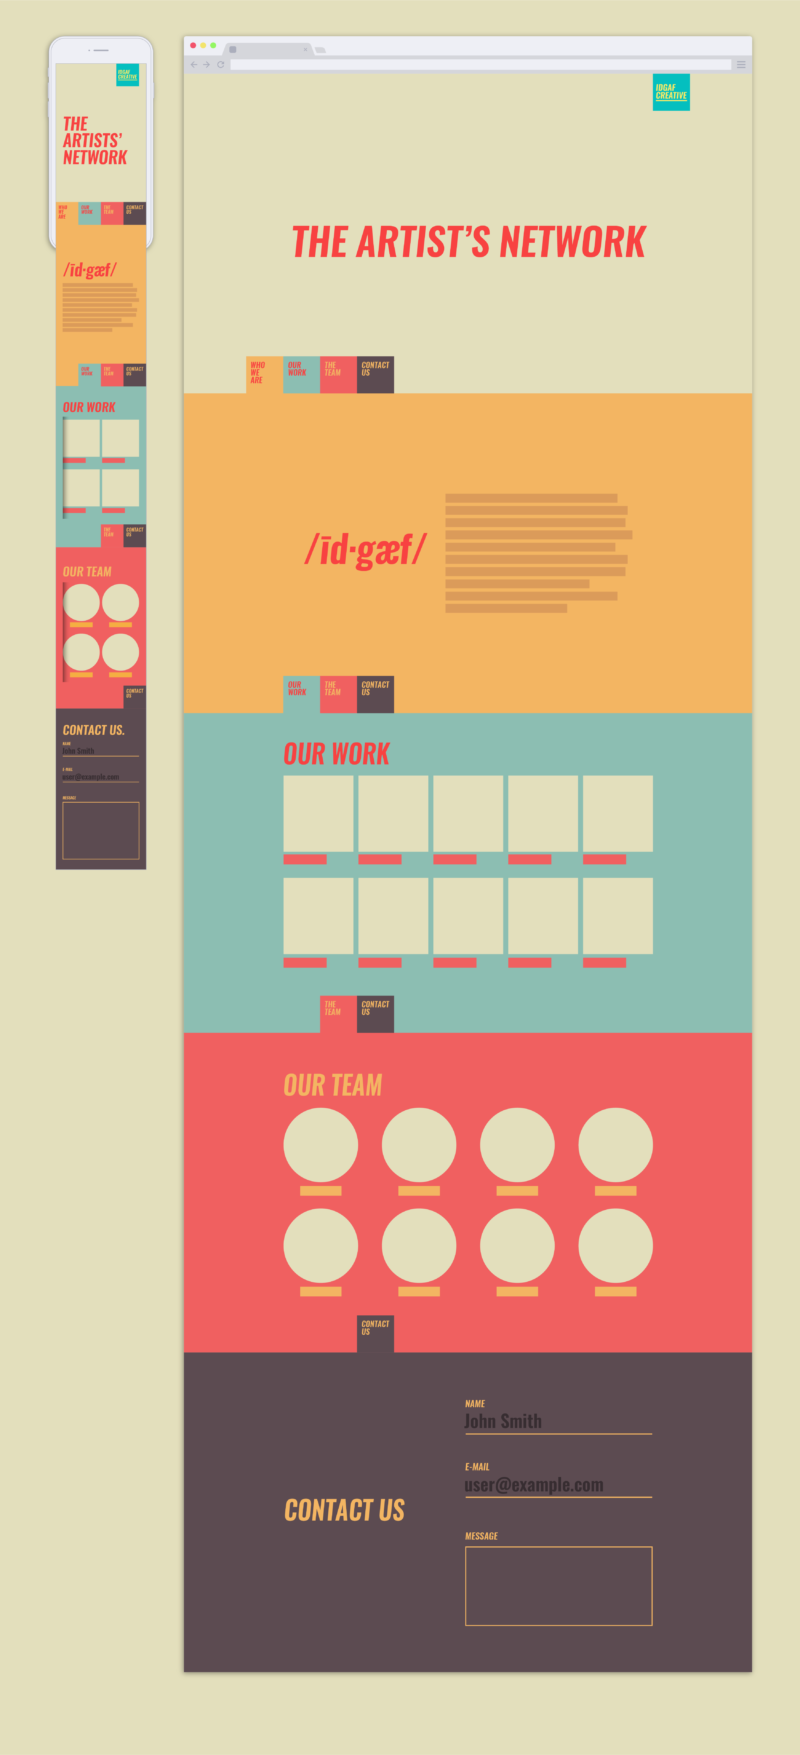 IDGAF
CREATIVE
THE
ARTISTS'
NETWORK
WHO
WE
ARE
OUR
WORK
THE
TEAM
CONTACT
US
/īd·gæf/
OUR
WORK
THE
TEAM
CONTACT
US
OUR WORK
THE
TEAM
CONTACT
US
OUR TEAM
CONTACT
US
CONTACT US.
NAME
John Smith
E-MAIL
user@example.com
MESSAGE
IDGAF
CREATIVE
THE ARTIST'S NETWORK
WHO
WE
ARE
OUR
WORK
THE
TEAM
CONTACT
US
/īd·gæf/
OUR
WORK
THE
TEAM
CONTACT
US
OUR WORK
THE
TEAM
CONTACT
US
OUR TEAM
CONTACT
US
CONTACT US
NAME
John Smith
E-MAIL
user@example.com
MESSAGE